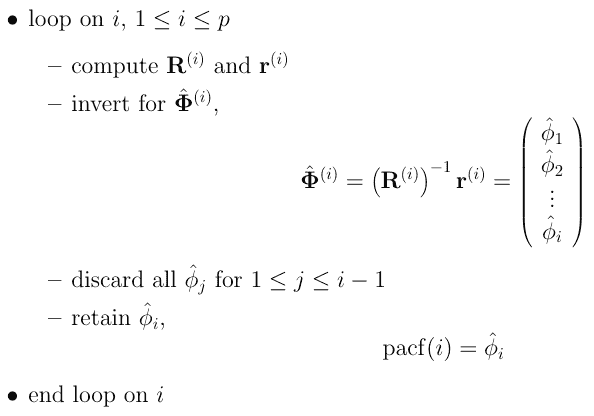 • loop on i, 1 ≤ i ≤ p
– compute R^(i) and r^(i)
– invert for Φ̂^(i),
Φ̂^(i) = (R^(i))^−1 r^(i) = ( φ̂_1 φ̂_2 ⋮ φ̂_i )
– discard all φ̂_j for 1 ≤ j ≤ i − 1
– retain φ̂_i,
pacf(i) = φ̂_i
• end loop on i